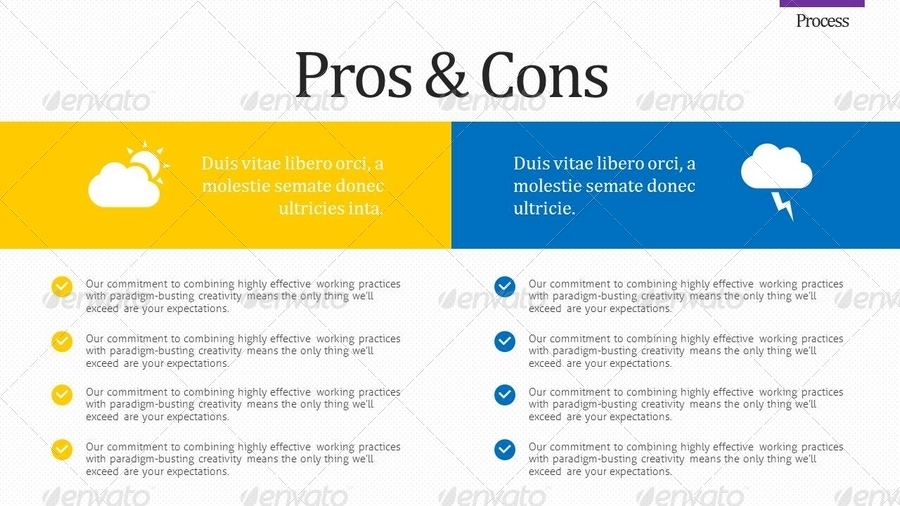 Process
Pros & Cons
Duis vitae libero orci, a
molestie semate donec
ultricies inta.
Duis vitae libero orci, a
molestie semate donec
ultricie.
Our commitment to combining highly effective working practices
with paradigm-busting creativity means the only thing we'll
exceed are your expectations.
Our commitment to combining highly effective working practices
with paradigm-busting creativity means the only thing we'll
exceed are your expectations.
Our commitment to combining highly effective working practices
with paradigm-busting creativity means the only thing we'll
exceed are your expectations.
Our commitment to combining highly effective working practices
with paradigm-busting creativity means the only thing we'll
exceed are your expectations.
Our commitment to combining highly effective working practices
with paradigm-busting creativity means the only thing we'll
exceed are your expectations.
Our commitment to combining highly effective working practices
with paradigm-busting creativity means the only thing we'll
exceed are your expectations.
Our commitment to combining highly effective working practices
with paradigm-busting creativity means the only thing we'll
exceed are your expectations.
Our commitment to combining highly effective working practices
with paradigm-busting creativity means the only thing we'll
exceed are your expectations.
envato envato envato envato envato
envato envato envato envato envato
envato envato envato envato envato